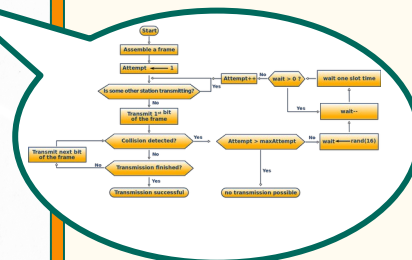 Start
Assemble a frame
Attempt ← 1
Is some other station transmitting?
Yes
Attempt++
No
wait > 0 ?
wait one slot time
No
Yes
wait--
Transmit 1st bit
of the frame
Collision detected?
Yes
Attempt > maxAttempt
No
wait ← rand(16)
Transmit next bit
of the frame
No
Transmission finished?
No
Yes
Yes
Transmission successful
no transmission possible